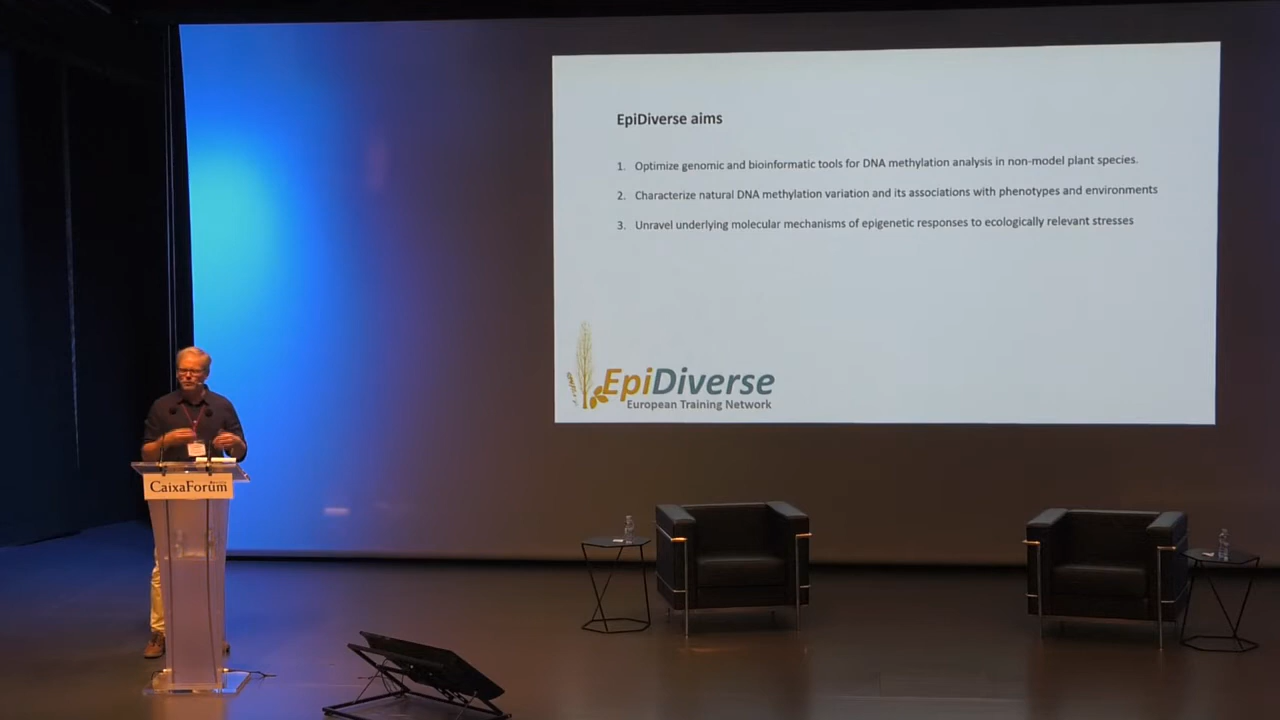 EpiDiverse aims
1. Optimize genomic and bioinformatic tools for DNA methylation analysis in non-model plant species.
2. Characterize natural DNA methylation variation and its associations with phenotypes and environments
3. Unravel underlying molecular mechanisms of epigenetic responses to ecologically relevant stresses
EpiDiverse
European Training Network
CaixaForum